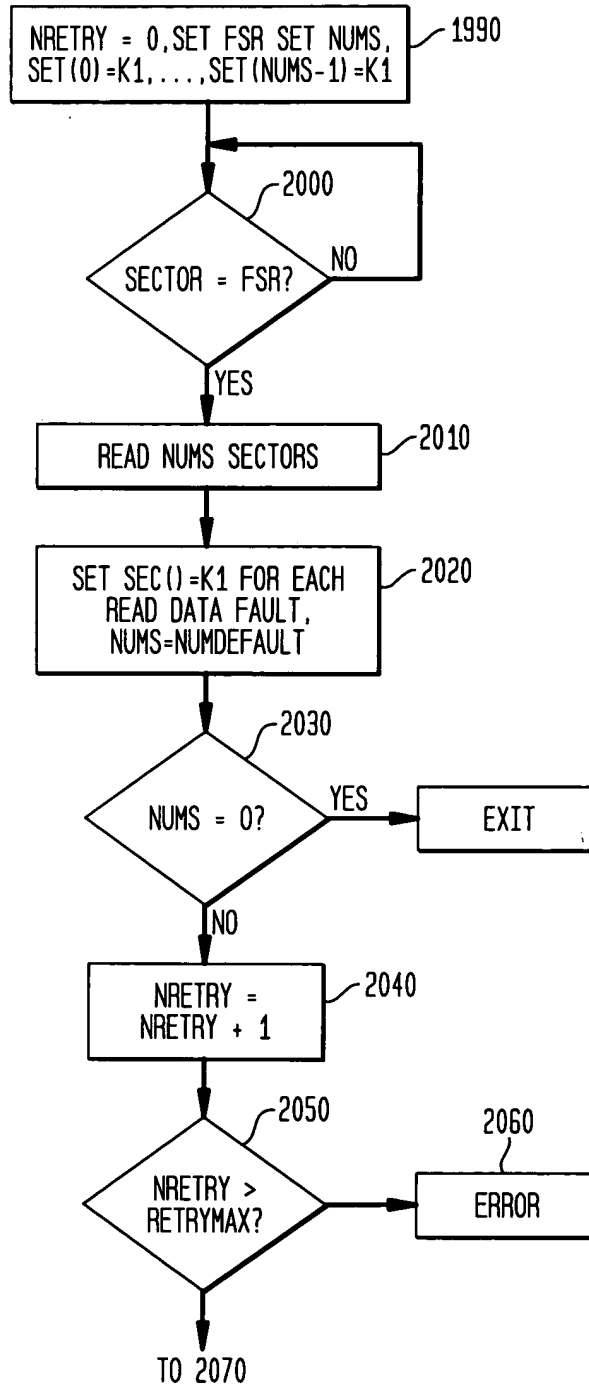 NRETRY = 0, SET FSR SET NUMS,
SET(0)=K1,...,SET(NUMS-1)=K1
1990
2000
SECTOR = FSR?
NO
YES
READ NUMS SECTORS
2010
SET SEC()=K1 FOR EACH
READ DATA FAULT,
NUMS=NUMDEFAULT
2020
2030
NUMS = 0?
YES
EXIT
NO
NRETRY =
NRETRY + 1
2040
2050
NRETRY >
RETRYMAX?
2060
ERROR
TO 2070